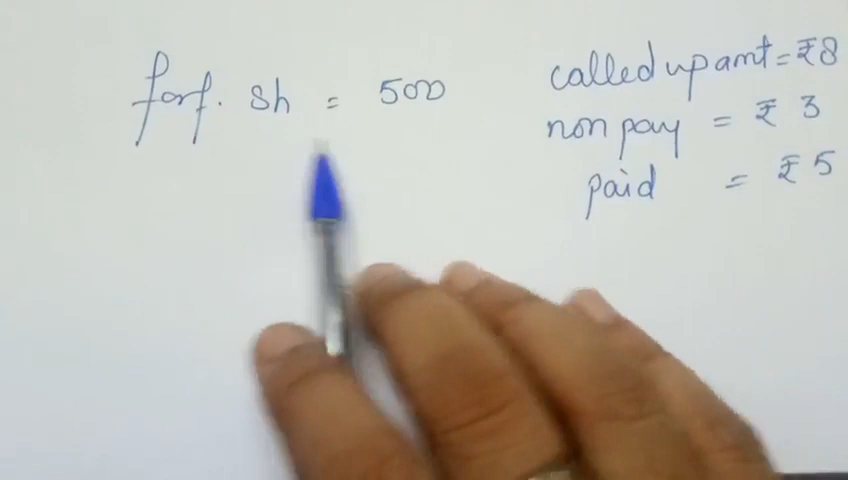 forf. Sh = 500
called up amt = ₹8
non pay = ₹ 3
paid = ₹ 5